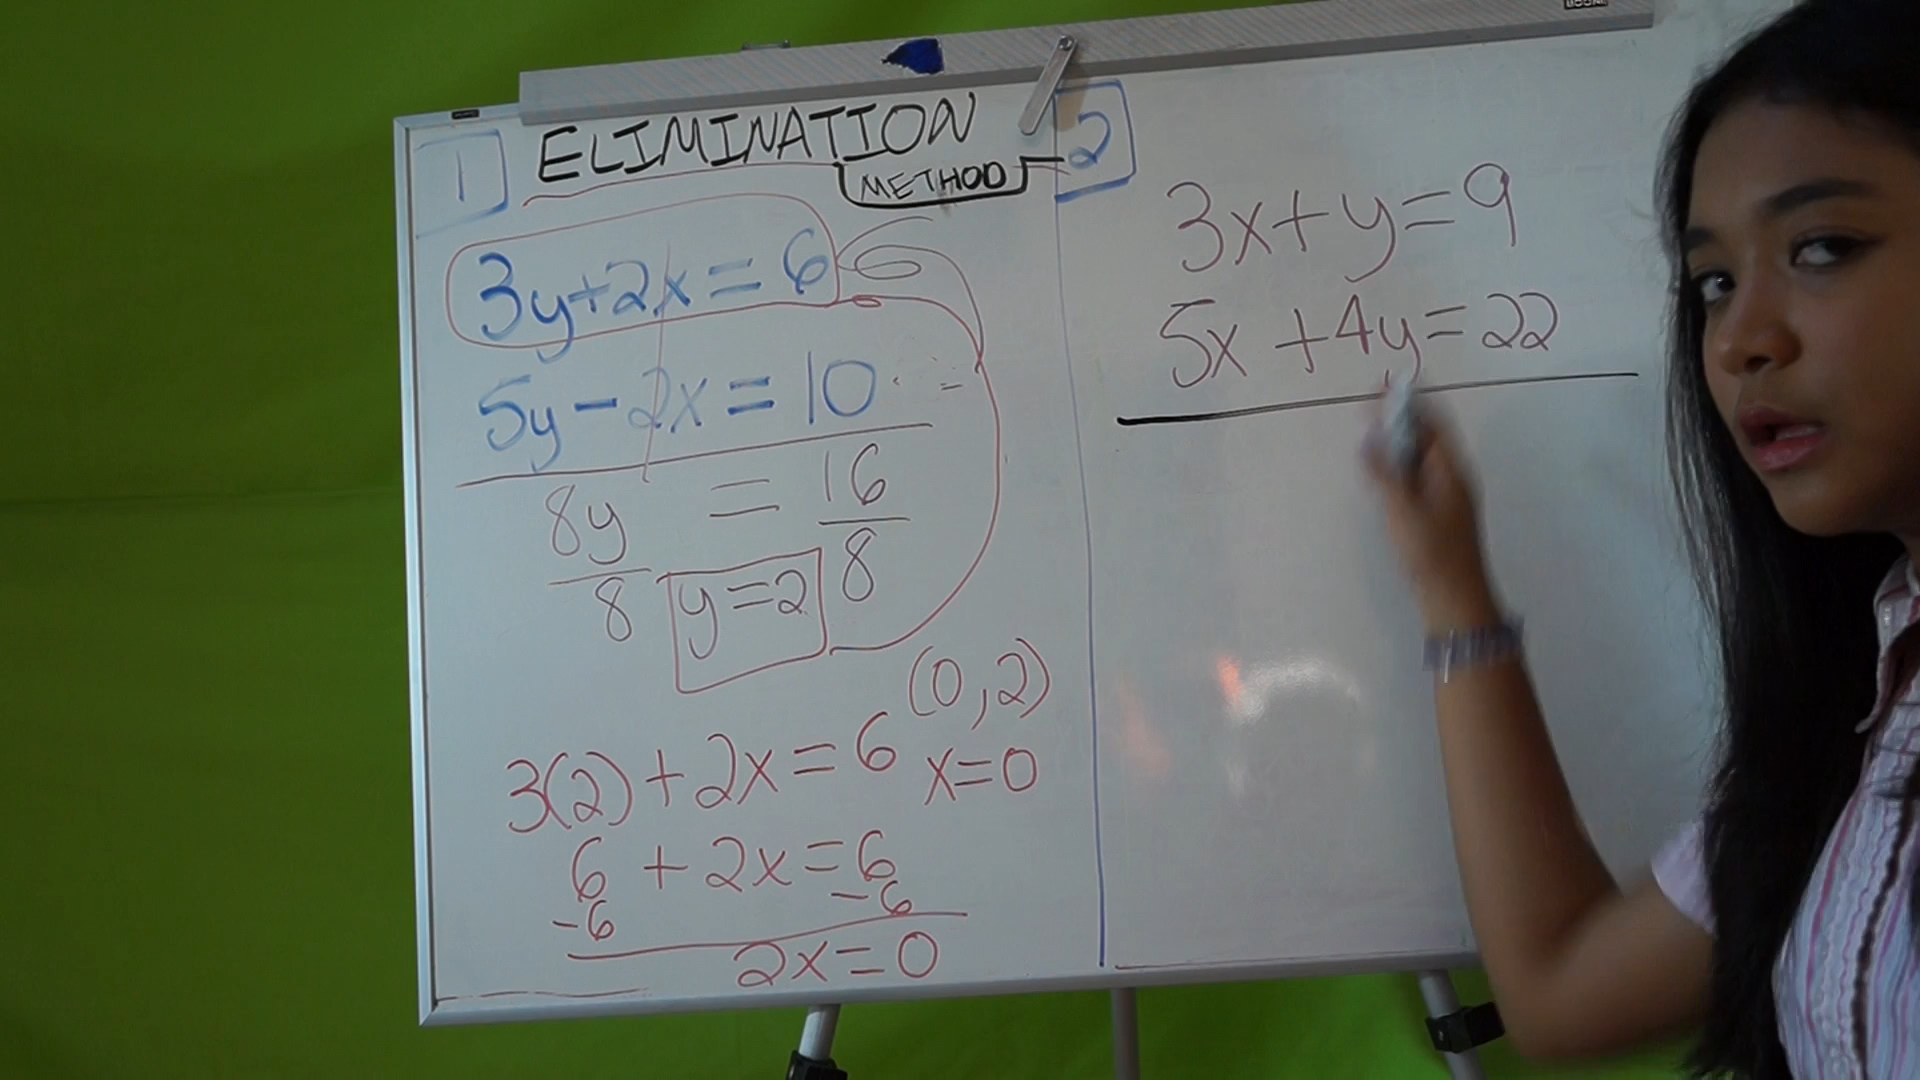 1
ELIMINATION
METHOD
3y+2x=6
5y-2x=10
8y = 16
8 8
y=2
(0,2)
3(2)+2x=6
x=0
6 + 2x=6
-6 -6
2x=0
2
3x+y=9
5x+4y=22